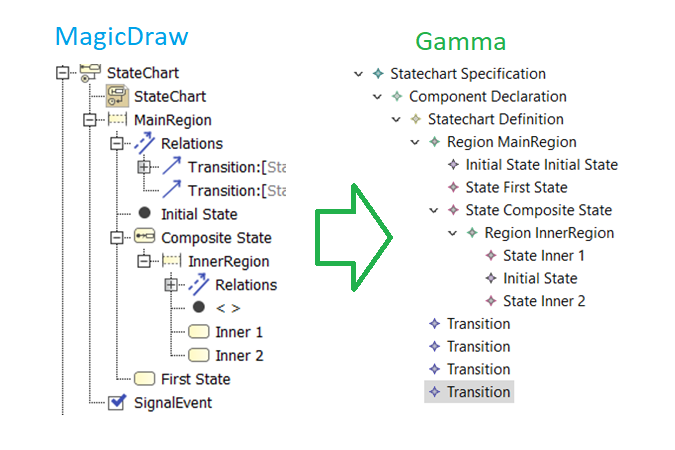 MagicDraw
StateChart
StateChart
MainRegion
Relations
Transition:[Sta
Transition:[Sta
Initial State
Composite State
InnerRegion
Relations
< >
Inner 1
Inner 2
First State
SignalEvent
Gamma
Statechart Specification
Component Declaration
Statechart Definition
Region MainRegion
Initial State Initial State
State First State
State Composite State
Region InnerRegion
State Inner 1
Initial State
State Inner 2
Transition
Transition
Transition
Transition